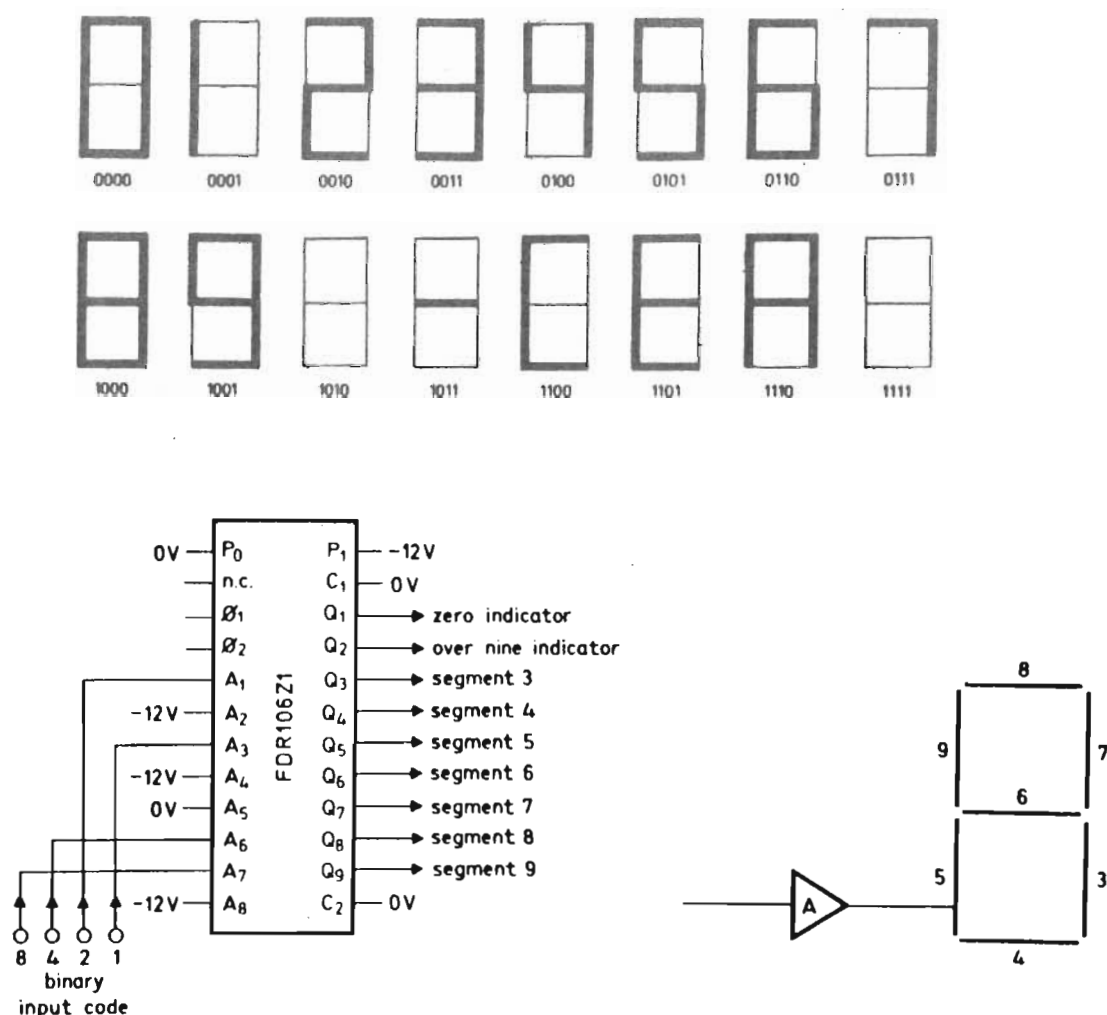 0000 0001 0010 0011 0100 0101 0110 0111
1000 1001 1010 1011 1100 1101 1110 1111
0V P₀ P₁ -12V
n.c. C₁ 0V
Ø₁ Q₁ zero indicator
Ø₂ Q₂ over nine indicator
A₁ Q₃ segment 3
-12V A₂ Q₄ segment 4
A₃ Q₅ segment 5
-12V A₄ Q₆ segment 6
0V A₅ Q₇ segment 7
A₆ Q₈ segment 8
A₇ Q₉ segment 9
-12V A₈ C₂ 0V
FDR106Z1
8 4 2 1
binary
input code
A
8
9 7
6
5 3
4